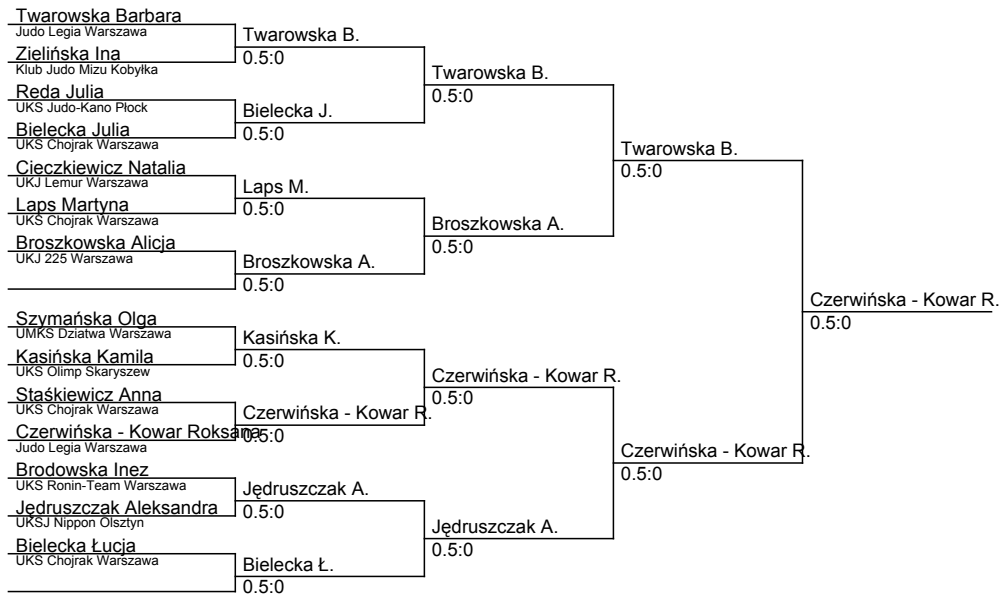 Twarowska Barbara
Judo Legia Warszawa
Zielińska Ina
Klub Judo Mizu Kobyłka
Reda Julia
UKS Judo-Kano Płock
Bielecka Julia
UKS Chojrak Warszawa
Cieczkiewicz Natalia
UKJ Lemur Warszawa
Laps Martyna
UKS Chojrak Warszawa
Broszkowska Alicja
UKJ 225 Warszawa
Szymańska Olga
UMKS Dziatwa Warszawa
Kasińska Kamila
UKS Olimp Skaryszew
Staśkiewicz Anna
UKS Chojrak Warszawa
Czerwińska - Kowar Roksana
Judo Legia Warszawa
Brodowska Inez
UKS Ronin-Team Warszawa
Jędruszczak Aleksandra
UKSJ Nippon Olsztyn
Bielecka Łucja
UKS Chojrak Warszawa
Twarowska B.
0.5:0
Bielecka J.
0.5:0
Laps M.
0.5:0
Broszkowska A.
0.5:0
Kasińska K.
0.5:0
Czerwińska - Kowar R.
0.5:0
Jędruszczak A.
0.5:0
Bielecka Ł.
0.5:0
Twarowska B.
0.5:0
Broszkowska A.
0.5:0
Czerwińska - Kowar R.
0.5:0
Jędruszczak A.
0.5:0
Twarowska B.
0.5:0
Czerwińska - Kowar R.
0.5:0
Czerwińska - Kowar R.
0.5:0